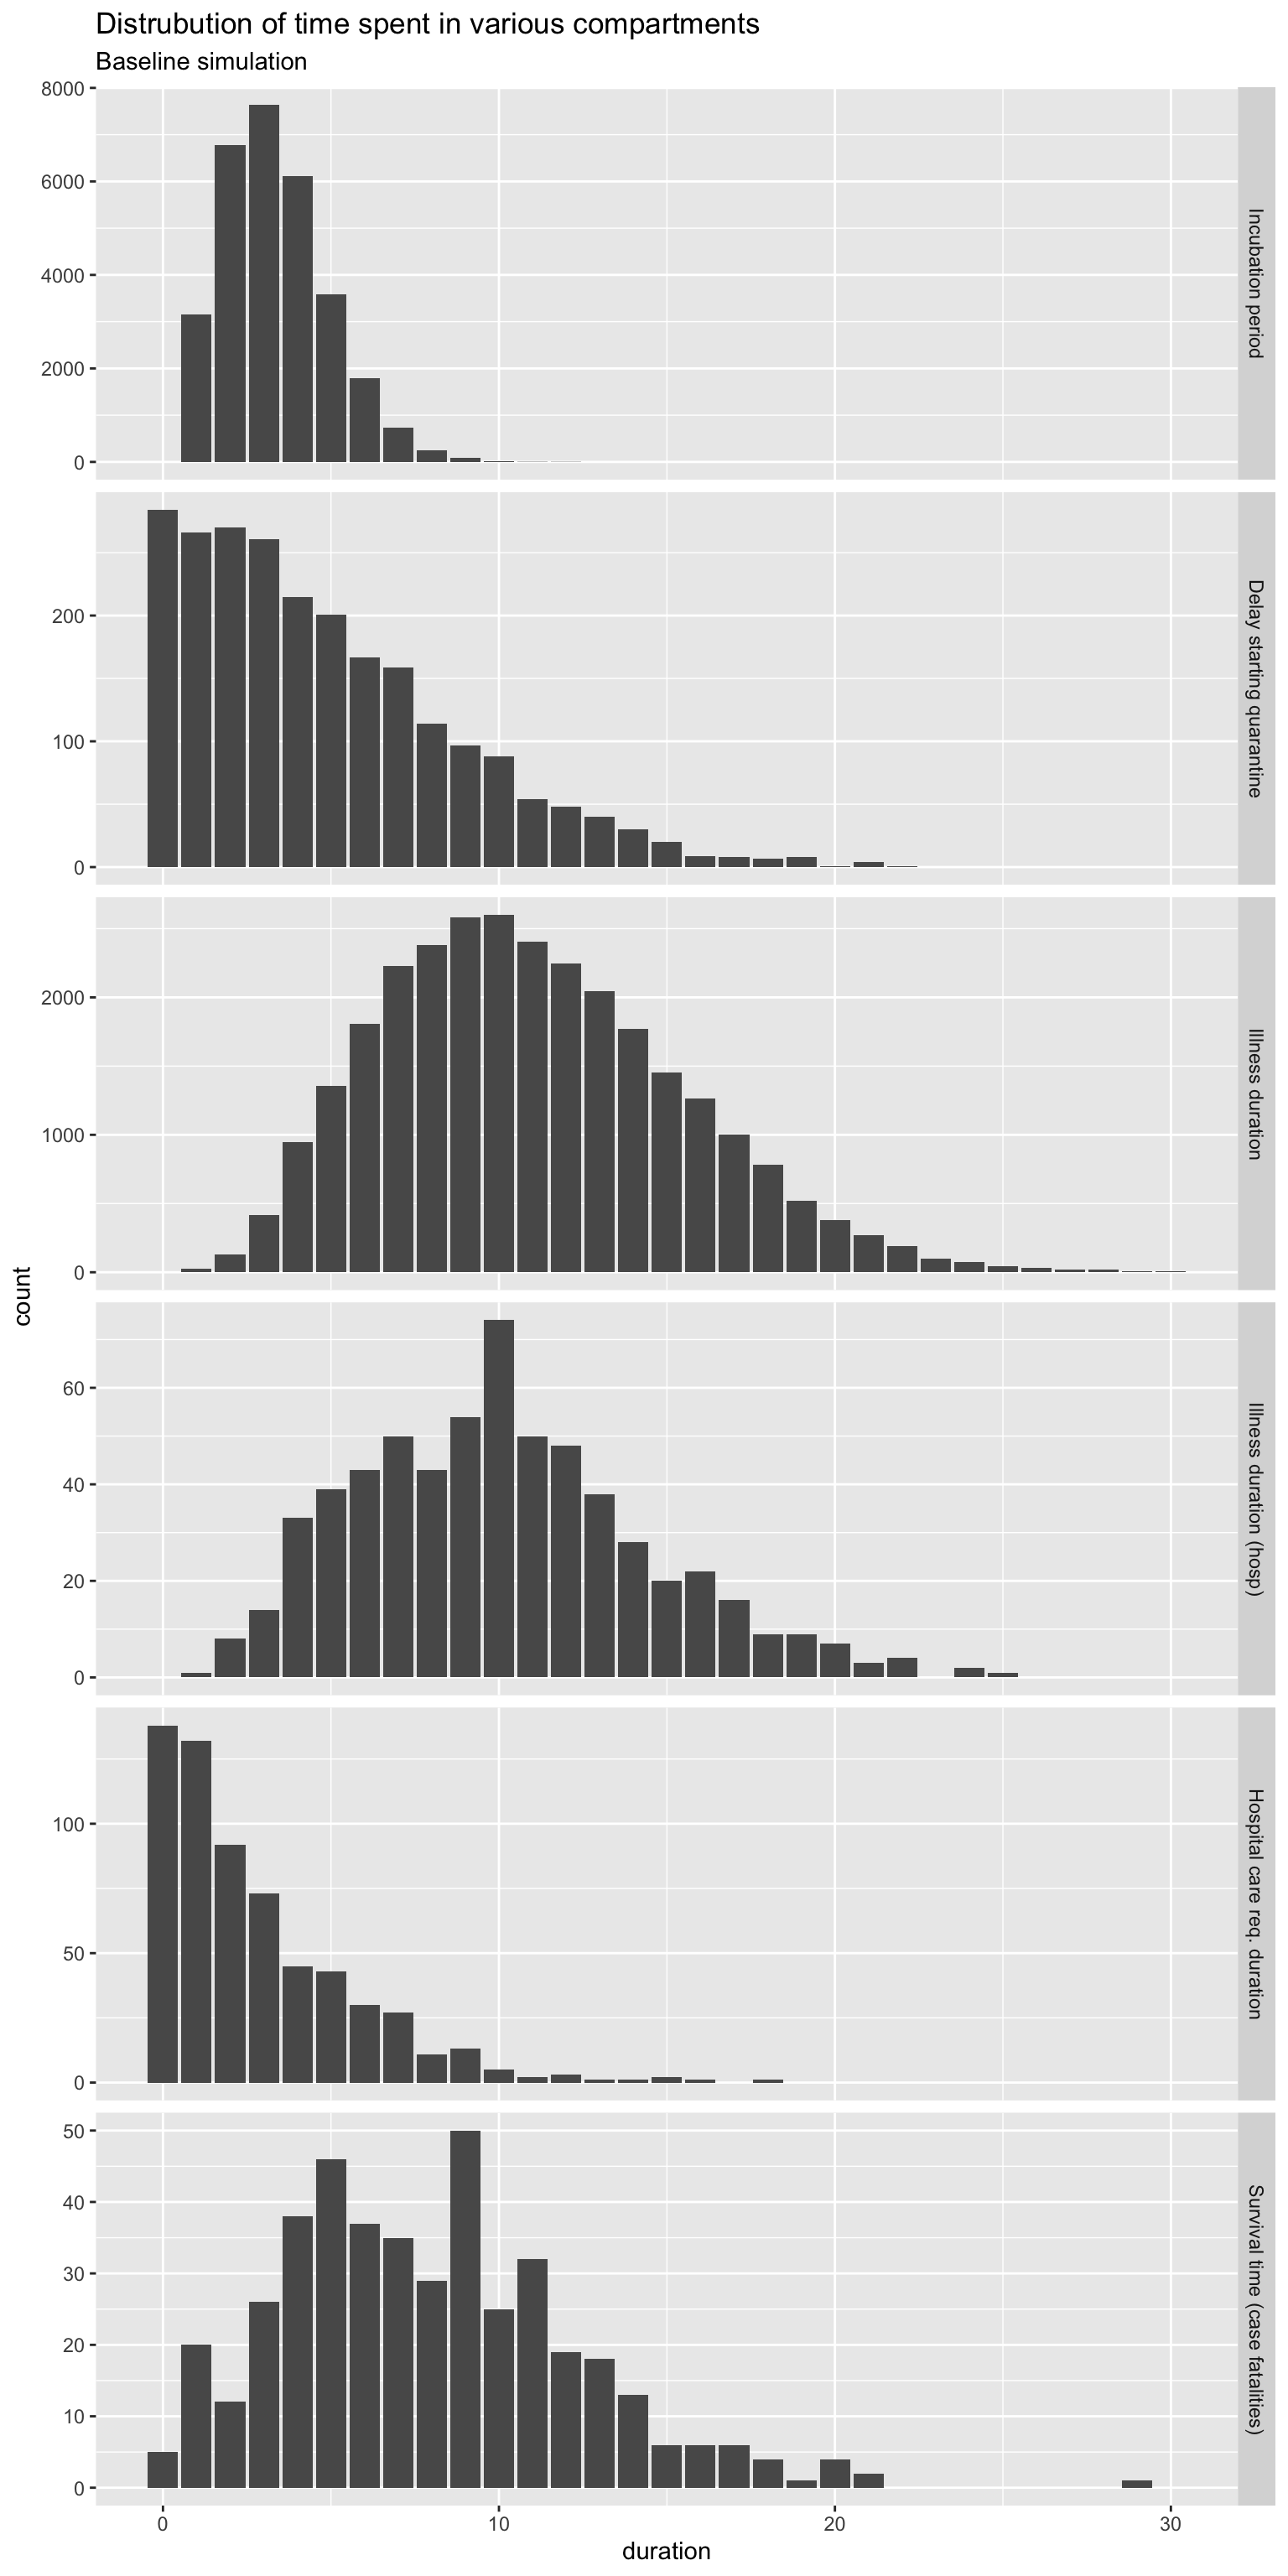 Distrubution of time spent in various compartments
Baseline simulation
8000
6000
4000
2000
0
Incubation period
200
100
0
Delay starting quarantine
2000
1000
0
Illness duration
count
60
40
20
0
Illness duration (hosp)
100
50
0
Hospital care req. duration
50
40
30
20
10
0
Survival time (case fatalities)
0 10 20 30
duration